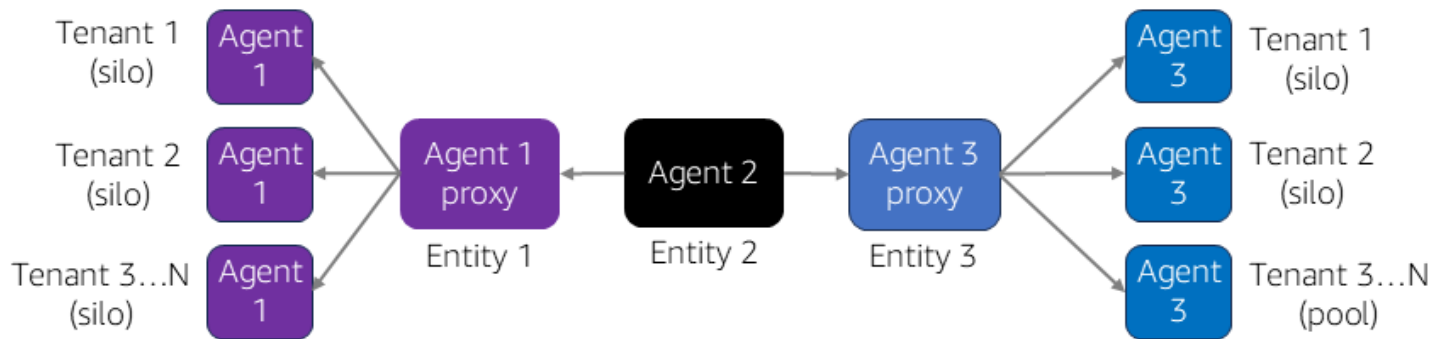 Tenant 1
(silo)
Agent
1
Tenant 2
(silo)
Agent
1
Tenant 3...N
(silo)
Agent
1
Agent 1
proxy
Entity 1
Agent 2
Entity 2
Agent 3
proxy
Entity 3
Agent
3
Tenant 1
(silo)
Agent
3
Tenant 2
(silo)
Agent
3
Tenant 3...N
(pool)